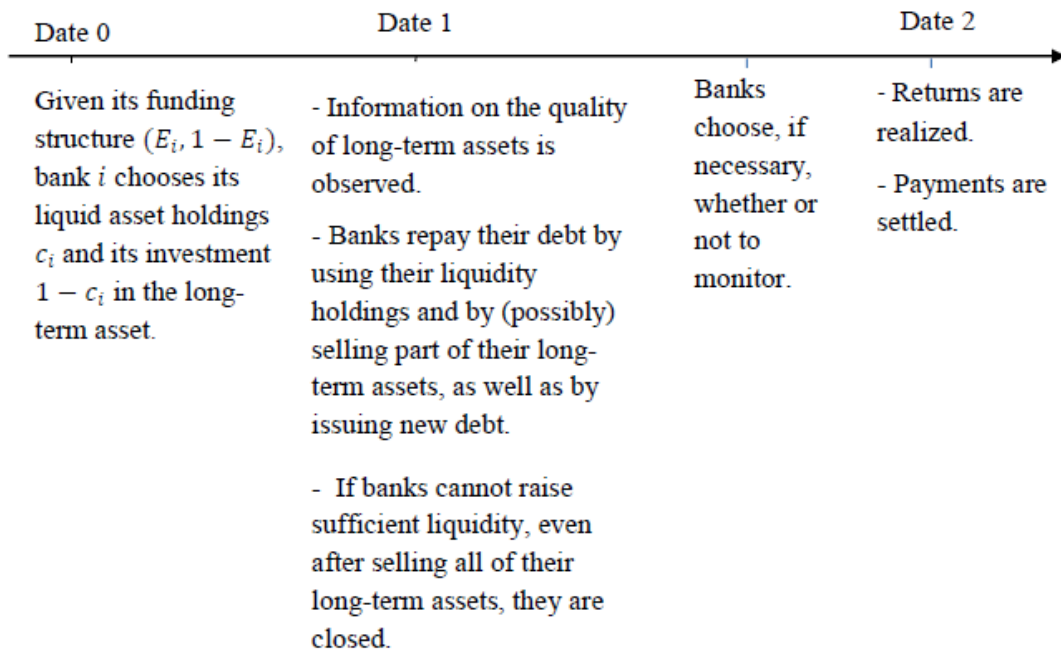 Date 0
Given its funding
structure (𝐸ᵢ, 1 − 𝐸ᵢ),
bank 𝑖 chooses its
liquid asset holdings
𝑐ᵢ and its investment
1 − 𝑐ᵢ in the long-
term asset.
Date 1
- Information on the quality
of long-term assets is
observed.
- Banks repay their debt by
using their liquidity
holdings and by (possibly)
selling part of their long-
term assets, as well as by
issuing new debt.
- If banks cannot raise
sufficient liquidity, even
after selling all of their
long-term assets, they are
closed.
Banks
choose, if
necessary,
whether or
not to
monitor.
Date 2
- Returns are
realized.
- Payments are
settled.